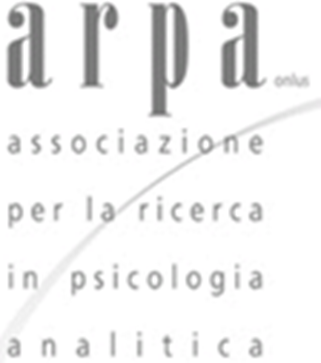 arpa onlus
associazione
per la ricerca
in psicologia
analitica